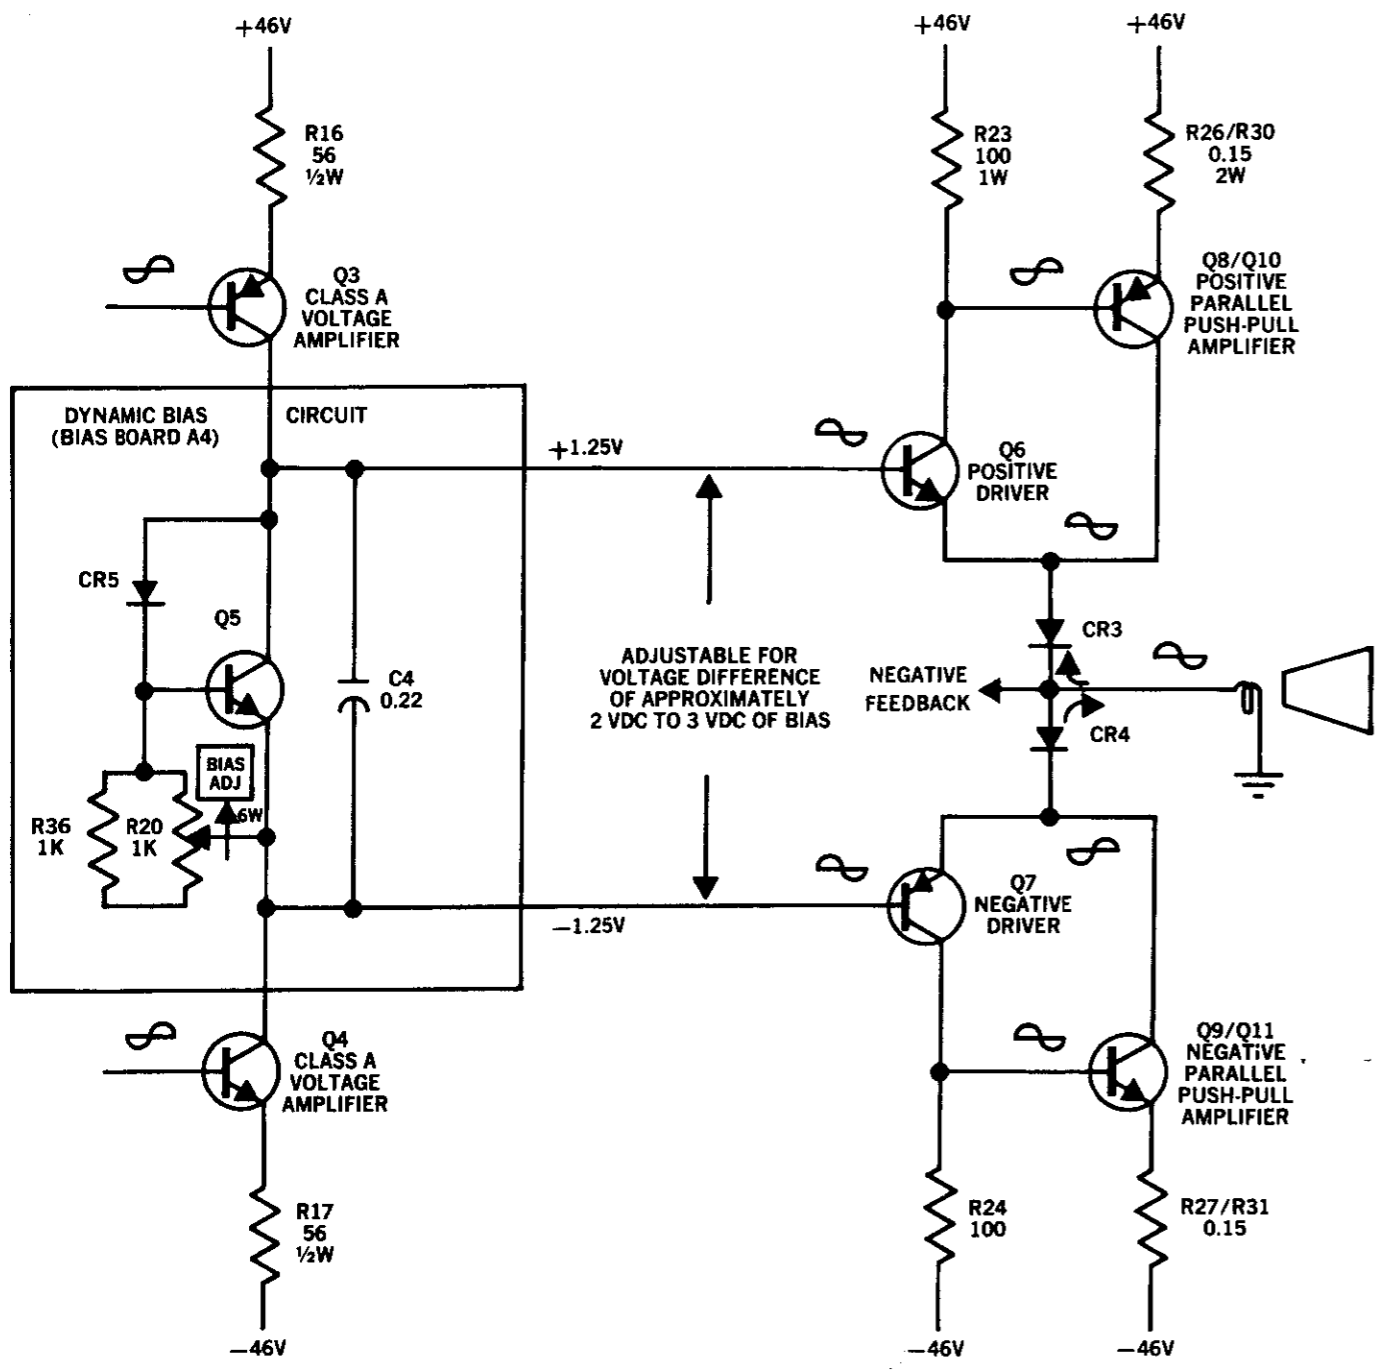 +46V
R16
56
½W
Q3
CLASS A
VOLTAGE
AMPLIFIER
DYNAMIC BIAS CIRCUIT
(BIAS BOARD A4)
CR5
Q5
C4
0.22
BIAS
ADJ
6W
R36
1K
R20
1K
Q4
CLASS A
VOLTAGE
AMPLIFIER
R17
56
½W
−46V
+1.25V
ADJUSTABLE FOR
VOLTAGE DIFFERENCE
OF APPROXIMATELY
2 VDC TO 3 VDC OF BIAS
−1.25V
+46V
R23
100
1W
+46V
R26/R30
0.15
2W
Q8/Q10
POSITIVE
PARALLEL
PUSH-PULL
AMPLIFIER
Q6
POSITIVE
DRIVER
CR3
NEGATIVE
FEEDBACK
CR4
Q7
NEGATIVE
DRIVER
Q9/Q11
NEGATIVE
PARALLEL
PUSH-PULL
AMPLIFIER
R24
100
R27/R31
0.15
−46V
−46V